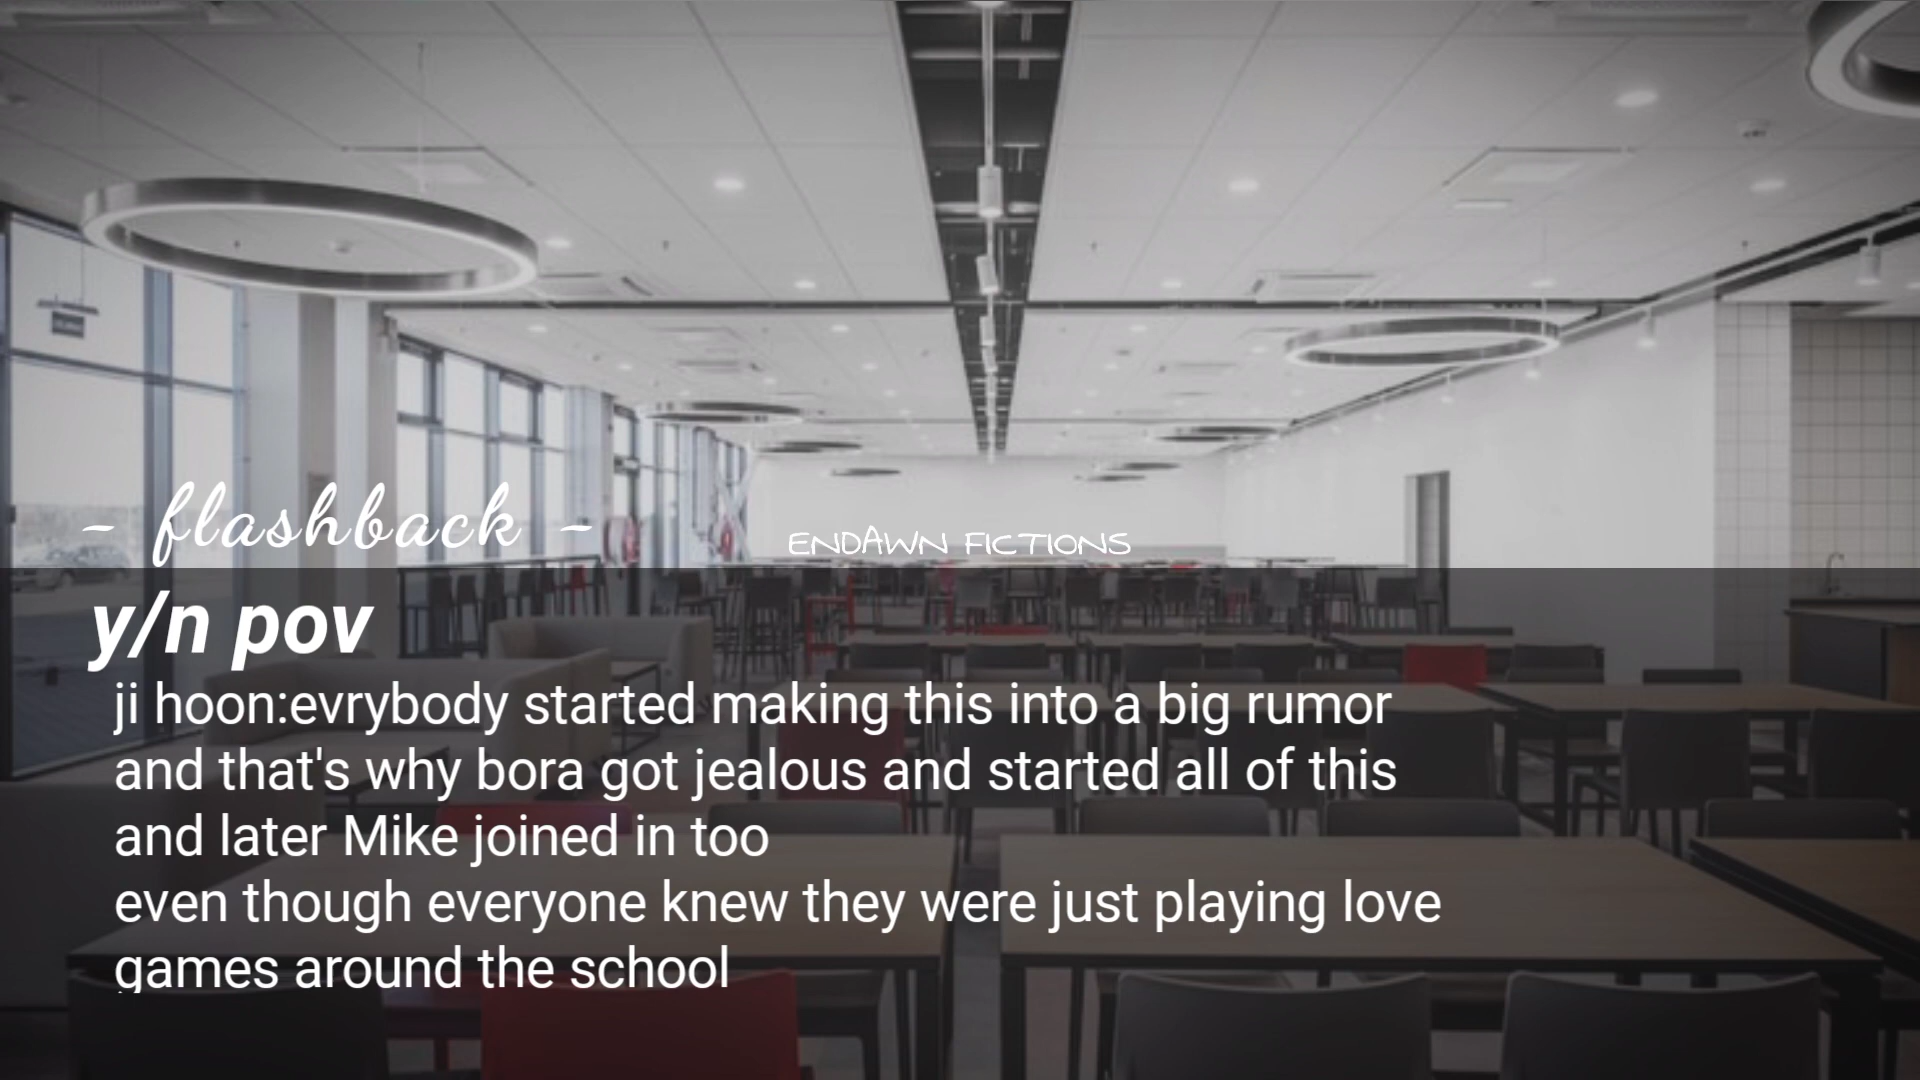 ~ flashback ~
ENDAWN FICTIONS
y/n pov
ji hoon:evrybody started making this into a big rumor
and that's why bora got jealous and started all of this
and later Mike joined in too
even though everyone knew they were just playing love
games around the school